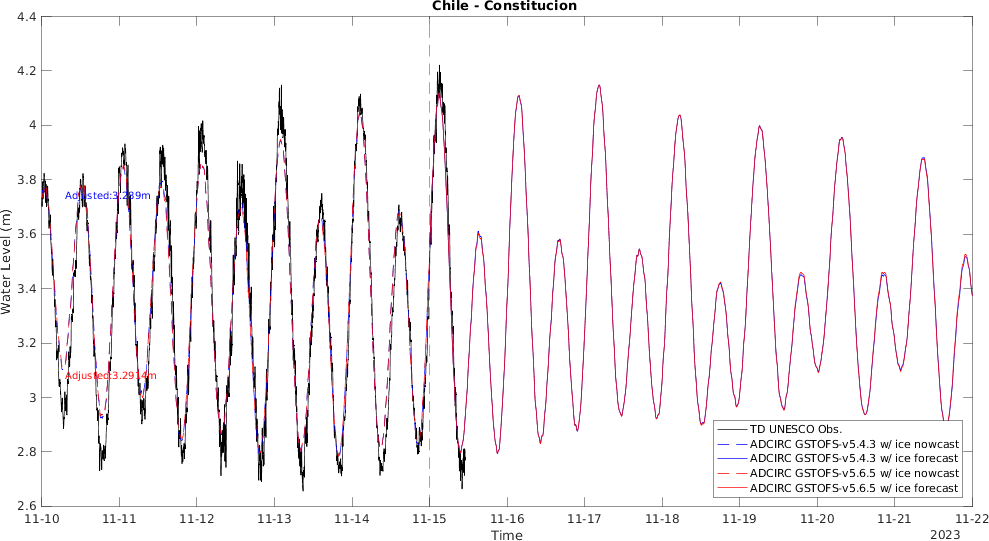 Chile - Constitucion
4.4
4.2
4
3.8
3.6
3.4
3.2
3
2.8
2.6
Water Level (m)
Adjusted:3.289m
Adjusted:3.2914m
TD UNESCO Obs.
ADCIRC GSTOFS-v5.4.3 w/ ice nowcast
ADCIRC GSTOFS-v5.4.3 w/ ice forecast
ADCIRC GSTOFS-v5.6.5 w/ ice nowcast
ADCIRC GSTOFS-v5.6.5 w/ ice forecast
11-10 11-11 11-12 11-13 11-14 11-15 11-16 11-17 11-18 11-19 11-20 11-21 11-22
Time
2023